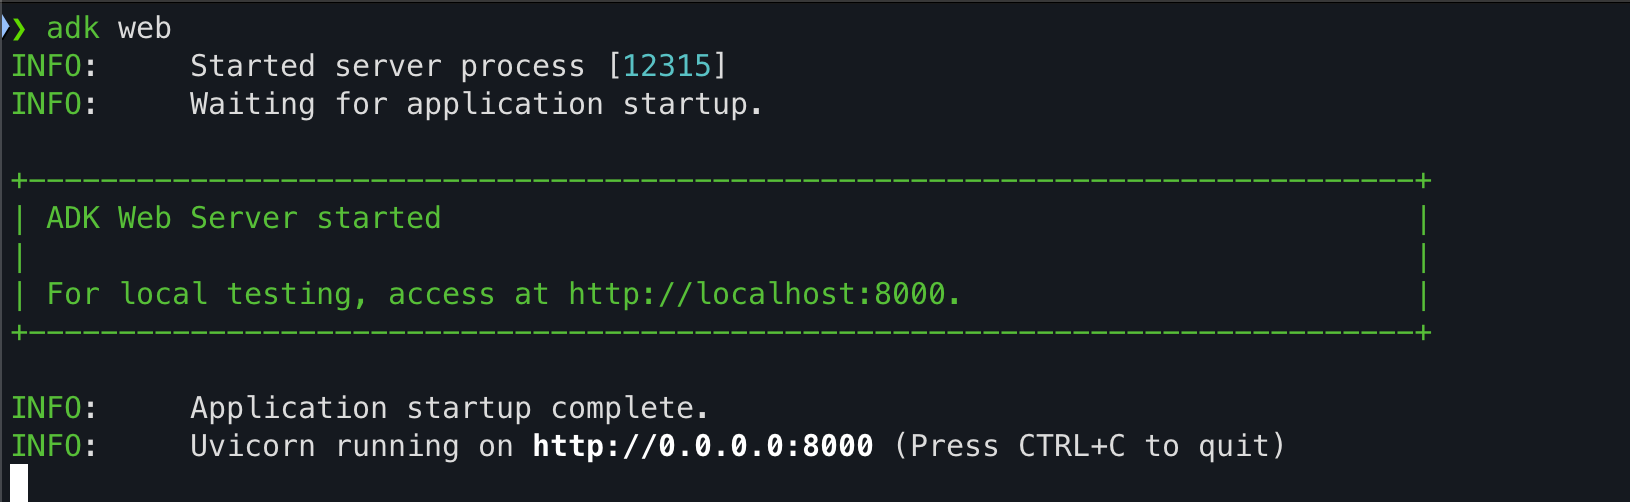 ❯ adk web
INFO:     Started server process [12315]
INFO:     Waiting for application startup.
+-----------------------------------------------------------------------------+
| ADK Web Server started                                                      |
|                                                                             |
| For local testing, access at http://localhost:8000.                         |
+-----------------------------------------------------------------------------+
INFO:     Application startup complete.
INFO:     Uvicorn running on http://0.0.0.0:8000 (Press CTRL+C to quit)